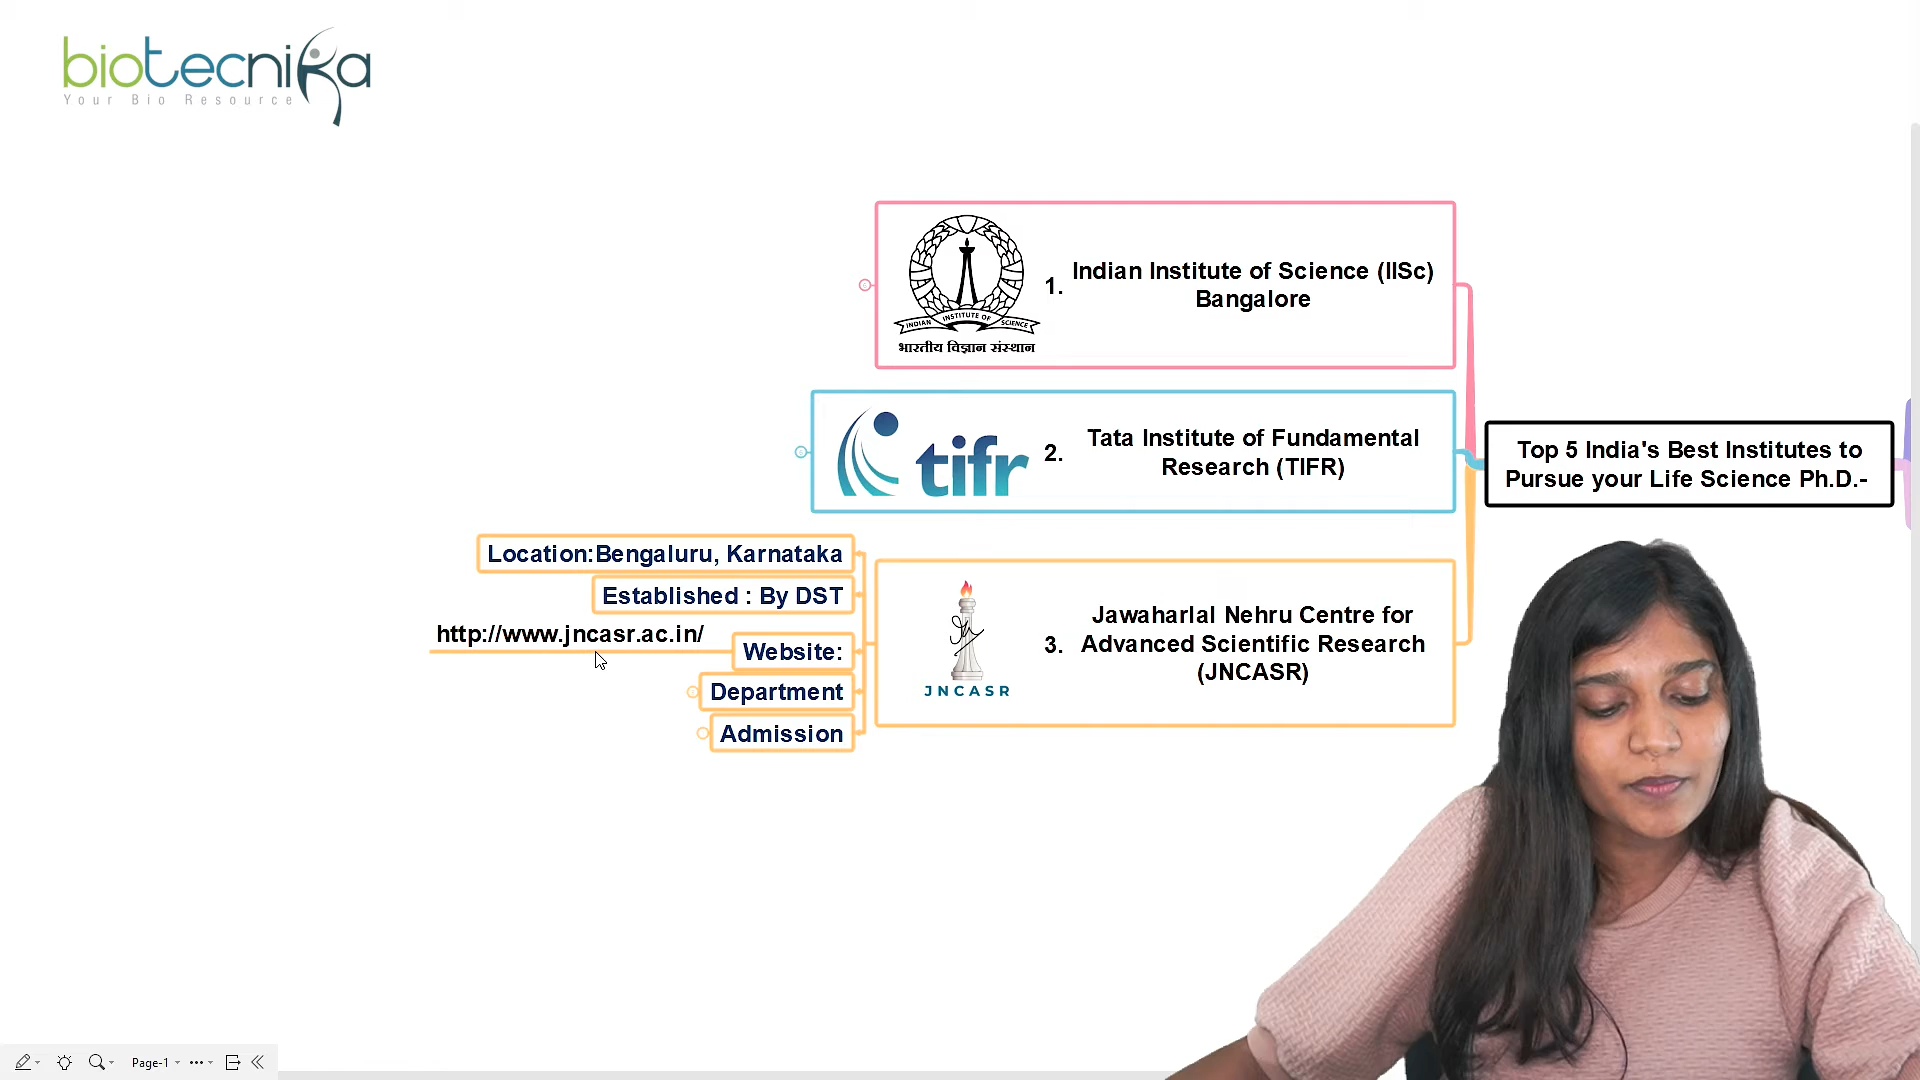 biotecnika
Your Bio Resource
INDIAN INSTITUTE OF SCIENCE
भारतीय विज्ञान संस्थान
1.
Indian Institute of Science (IISc)
Bangalore
tifr
2.
Tata Institute of Fundamental
Research (TIFR)
Top 5 India's Best Institutes to
Pursue your Life Science Ph.D.-
JNCASR
3.
Jawaharlal Nehru Centre for
Advanced Scientific Research
(JNCASR)
Location:Bengaluru, Karnataka
Established : By DST
http://www.jncasr.ac.in/
Website:
Department
Admission
Page-1